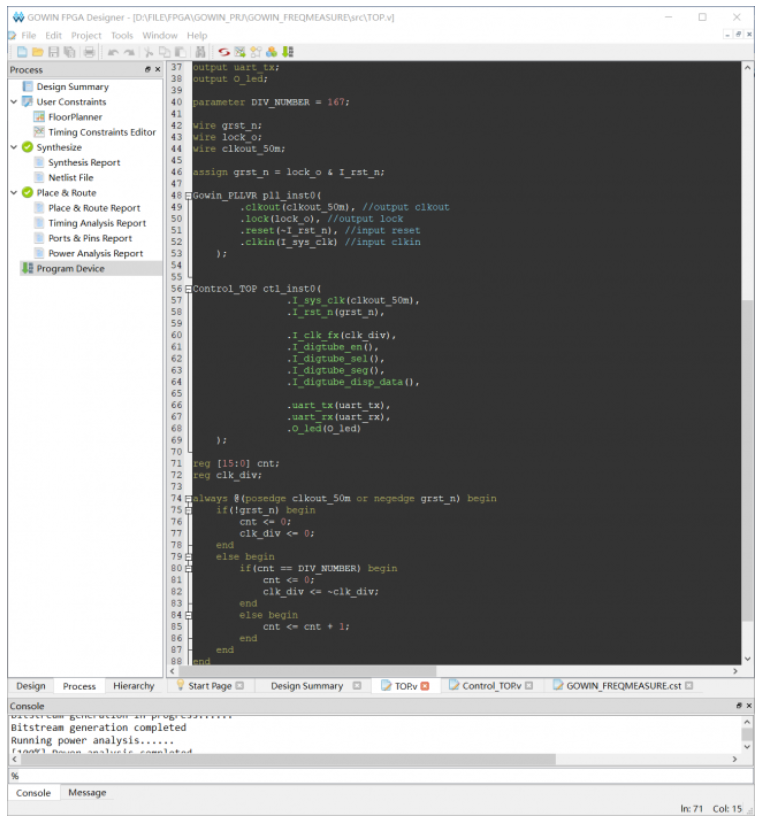 GOWIN FPGA Designer - [D:\FILE\FPGA\GOWIN_PRJ\GOWIN_FREQMEASURE\src\TOP.v]
File Edit Project Tools Window Help
Process
Design Summary
User Constraints
FloorPlanner
Timing Constraints Editor
Synthesize
Synthesis Report
Netlist File
Place & Route
Place & Route Report
Timing Analysis Report
Ports & Pins Report
Power Analysis Report
Program Device
37 output uart_tx;
38 output O_led;
39
40 parameter DIV_NUMBER = 167;
41
42 wire grst_n;
43 wire lock_o;
44 wire clkout_50m;
45
46 assign grst_n = lock_o & I_rst_n;
47
48 Gowin_PLLVR pll_inst0(
49 .clkout(clkout_50m), //output clkout
50 .lock(lock_o), //output lock
51 .reset(~I_rst_n), //input reset
52 .clkin(I_sys_clk) //input clkin
53 );
54
55
56 Control_TOP ctl_inst0(
57 .I_sys_clk(clkout_50m),
58 .I_rst_n(grst_n),
59
60 .I_clk_fx(clk_div),
61 .I_digtube_en(),
62 .I_digtube_sel(),
63 .I_digtube_seg(),
64 .I_digtube_disp_data(),
65
66 .uart_tx(uart_tx),
67 .uart_rx(uart_rx),
68 .O_led(O_led)
69 );
70
71 reg [15:0] cnt;
72 reg clk_div;
73
74 always @(posedge clkout_50m or negedge grst_n) begin
75 if(!grst_n) begin
76 cnt <= 0;
77 clk_div <= 0;
78 end
79 else begin
80 if(cnt == DIV_NUMBER) begin
81 cnt <= 0;
82 clk_div <= ~clk_div;
83 end
84 else begin
85 cnt <= cnt + 1;
86 end
87 end
88 end
Design Process Hierarchy
Start Page Design Summary TOP.v Control_TOP.v GOWIN_FREQMEASURE.cst
Console
Bitstream generation in progress......
Bitstream generation completed
Running power analysis......
[100%] Power analysis completed
%
Console Message
ln: 71 Col: 15